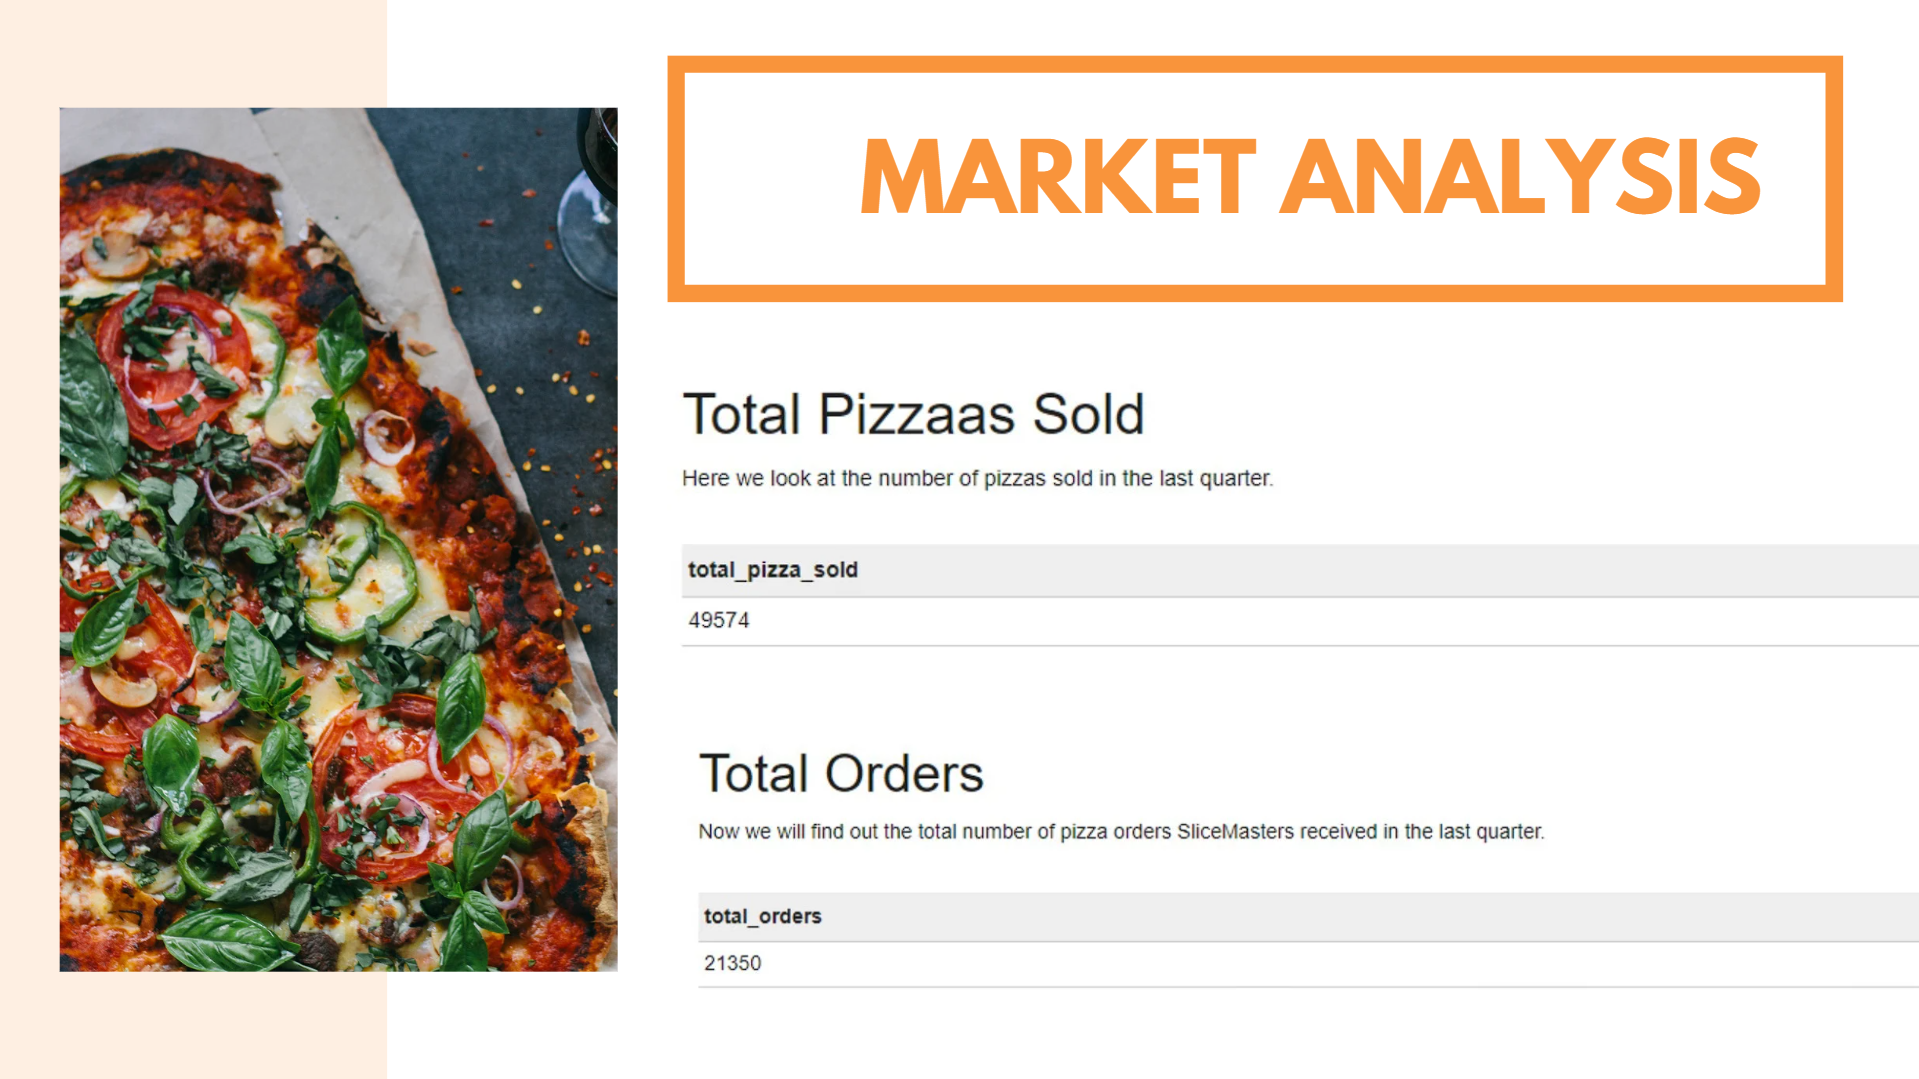 MARKET ANALYSIS
Total Pizzaas Sold
Here we look at the number of pizzas sold in the last quarter.
total_pizza_sold
49574
Total Orders
Now we will find out the total number of pizza orders SliceMasters received in the last quarter.
total_orders
21350